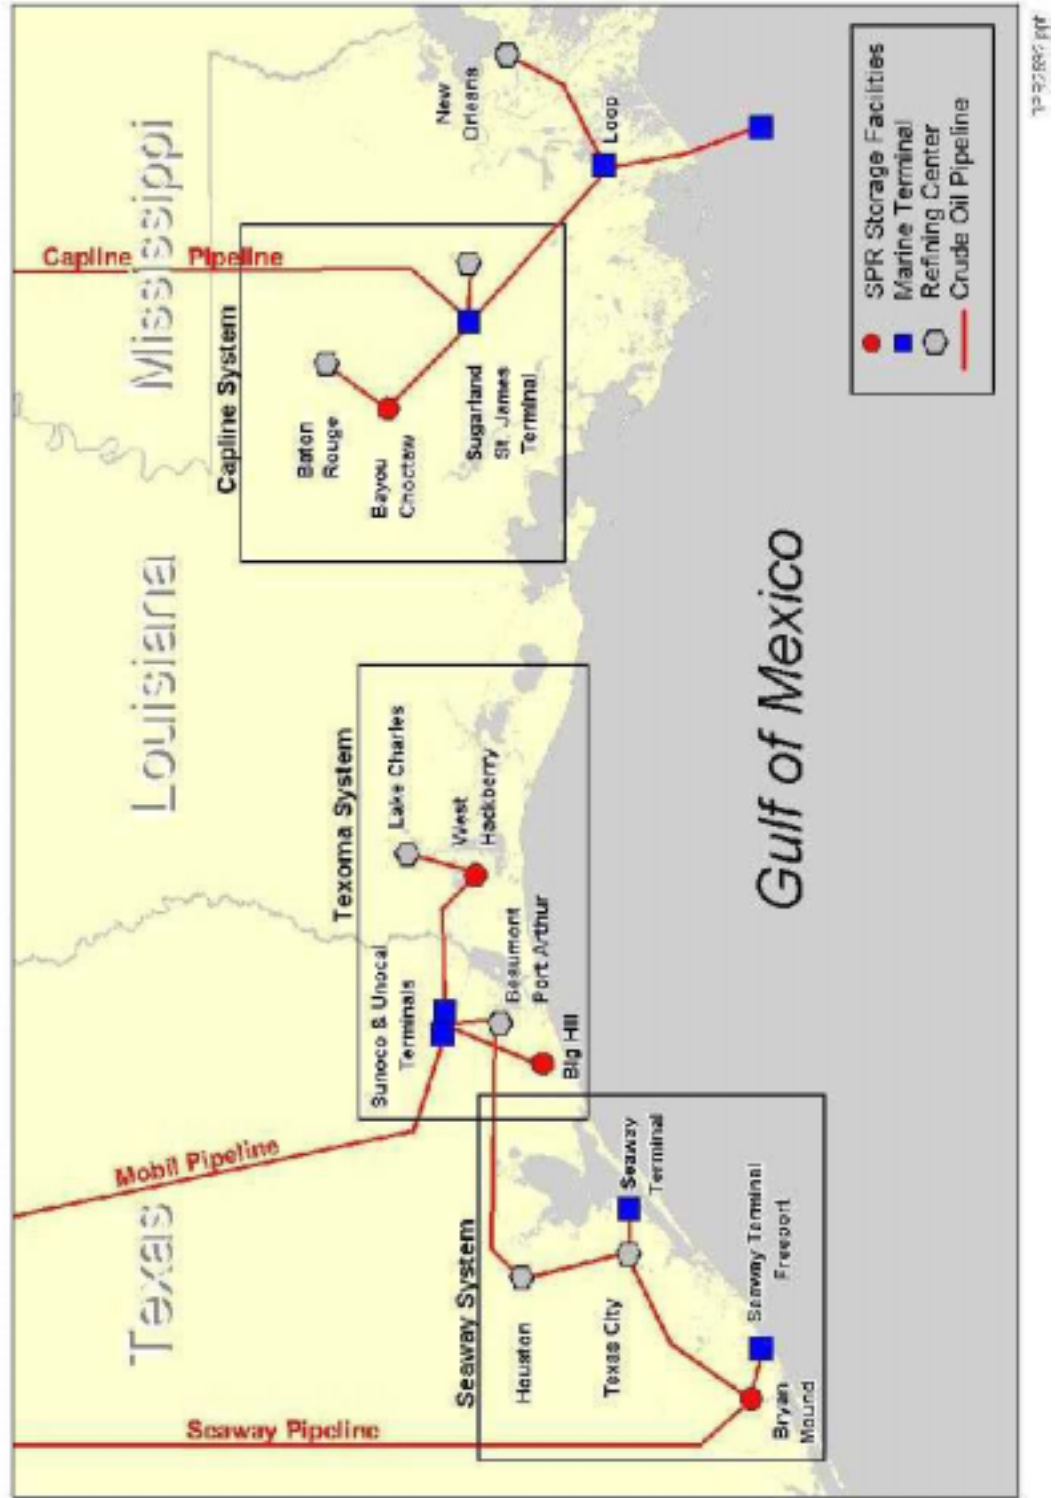 Texas
Louisiana
Mississippi
Seaway Pipeline
Mobil Pipeline
Capline Pipeline
Seaway System
Houston
Texas City
Bryan
Mound
Seaway
Terminal
Seaway Terminal
Freeport
Texoma System
Sunoco & Unocal
Terminals
Lake Charles
West
Hackberry
Beaumont
Port Arthur
Big Hill
Capline System
Baton
Rouge
Bayou
Choctaw
Sugarland
St. James
Terminal
New
Orleans
Loop
Gulf of Mexico
SPR Storage Facilities
Marine Terminal
Refining Center
Crude Oil Pipeline